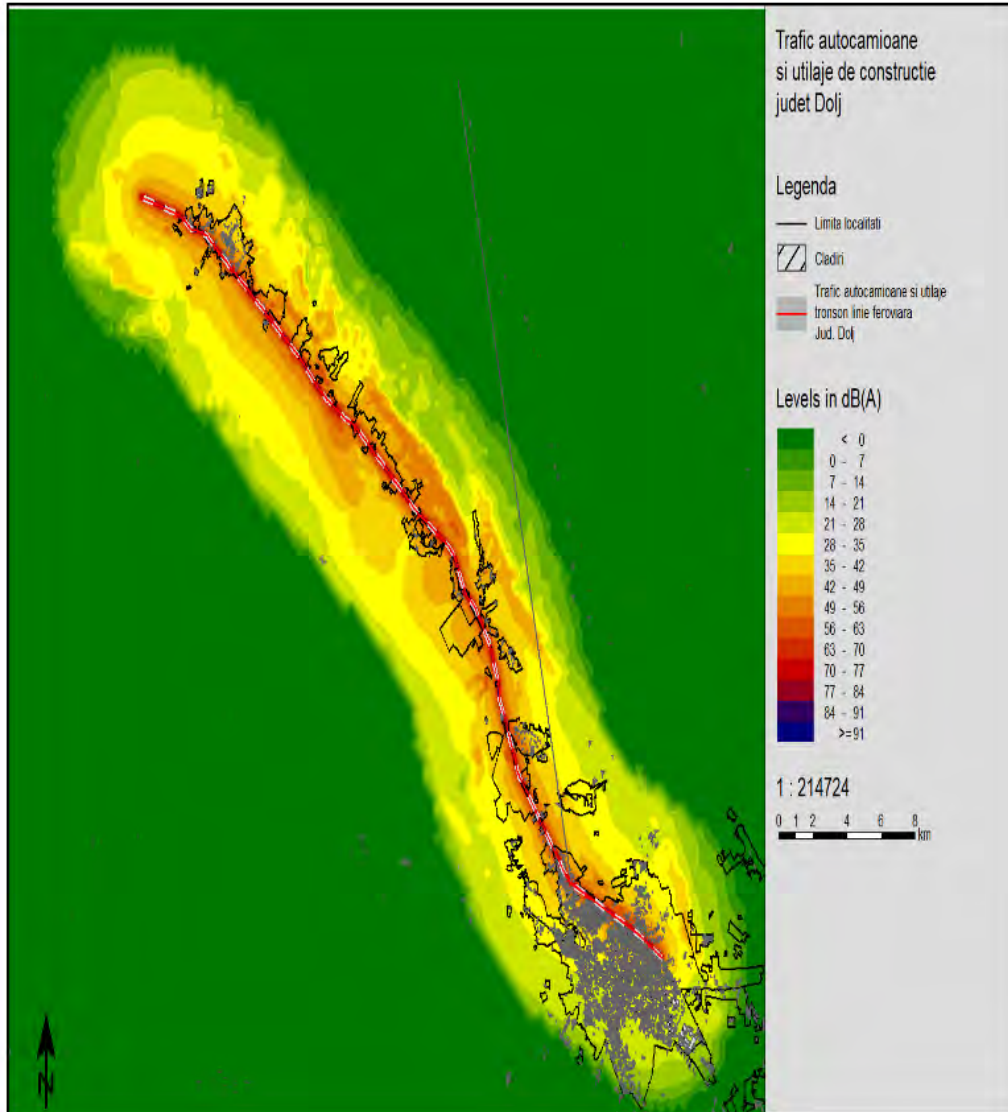 Trafic autocamioane
si utilaje de constructie
judet Dolj
Legenda
Limita localitati
Cladiri
Trafic autocamioane si utilaje
tronson linie feroviara
Jud. Dolj
Levels in dB(A)
< 0
0 - 7
7 - 14
14 - 21
21 - 28
28 - 35
35 - 42
42 - 49
49 - 56
56 - 63
63 - 70
70 - 77
77 - 84
84 - 91
>=91
1 : 214724
0 1 2 4 6 8
km
N